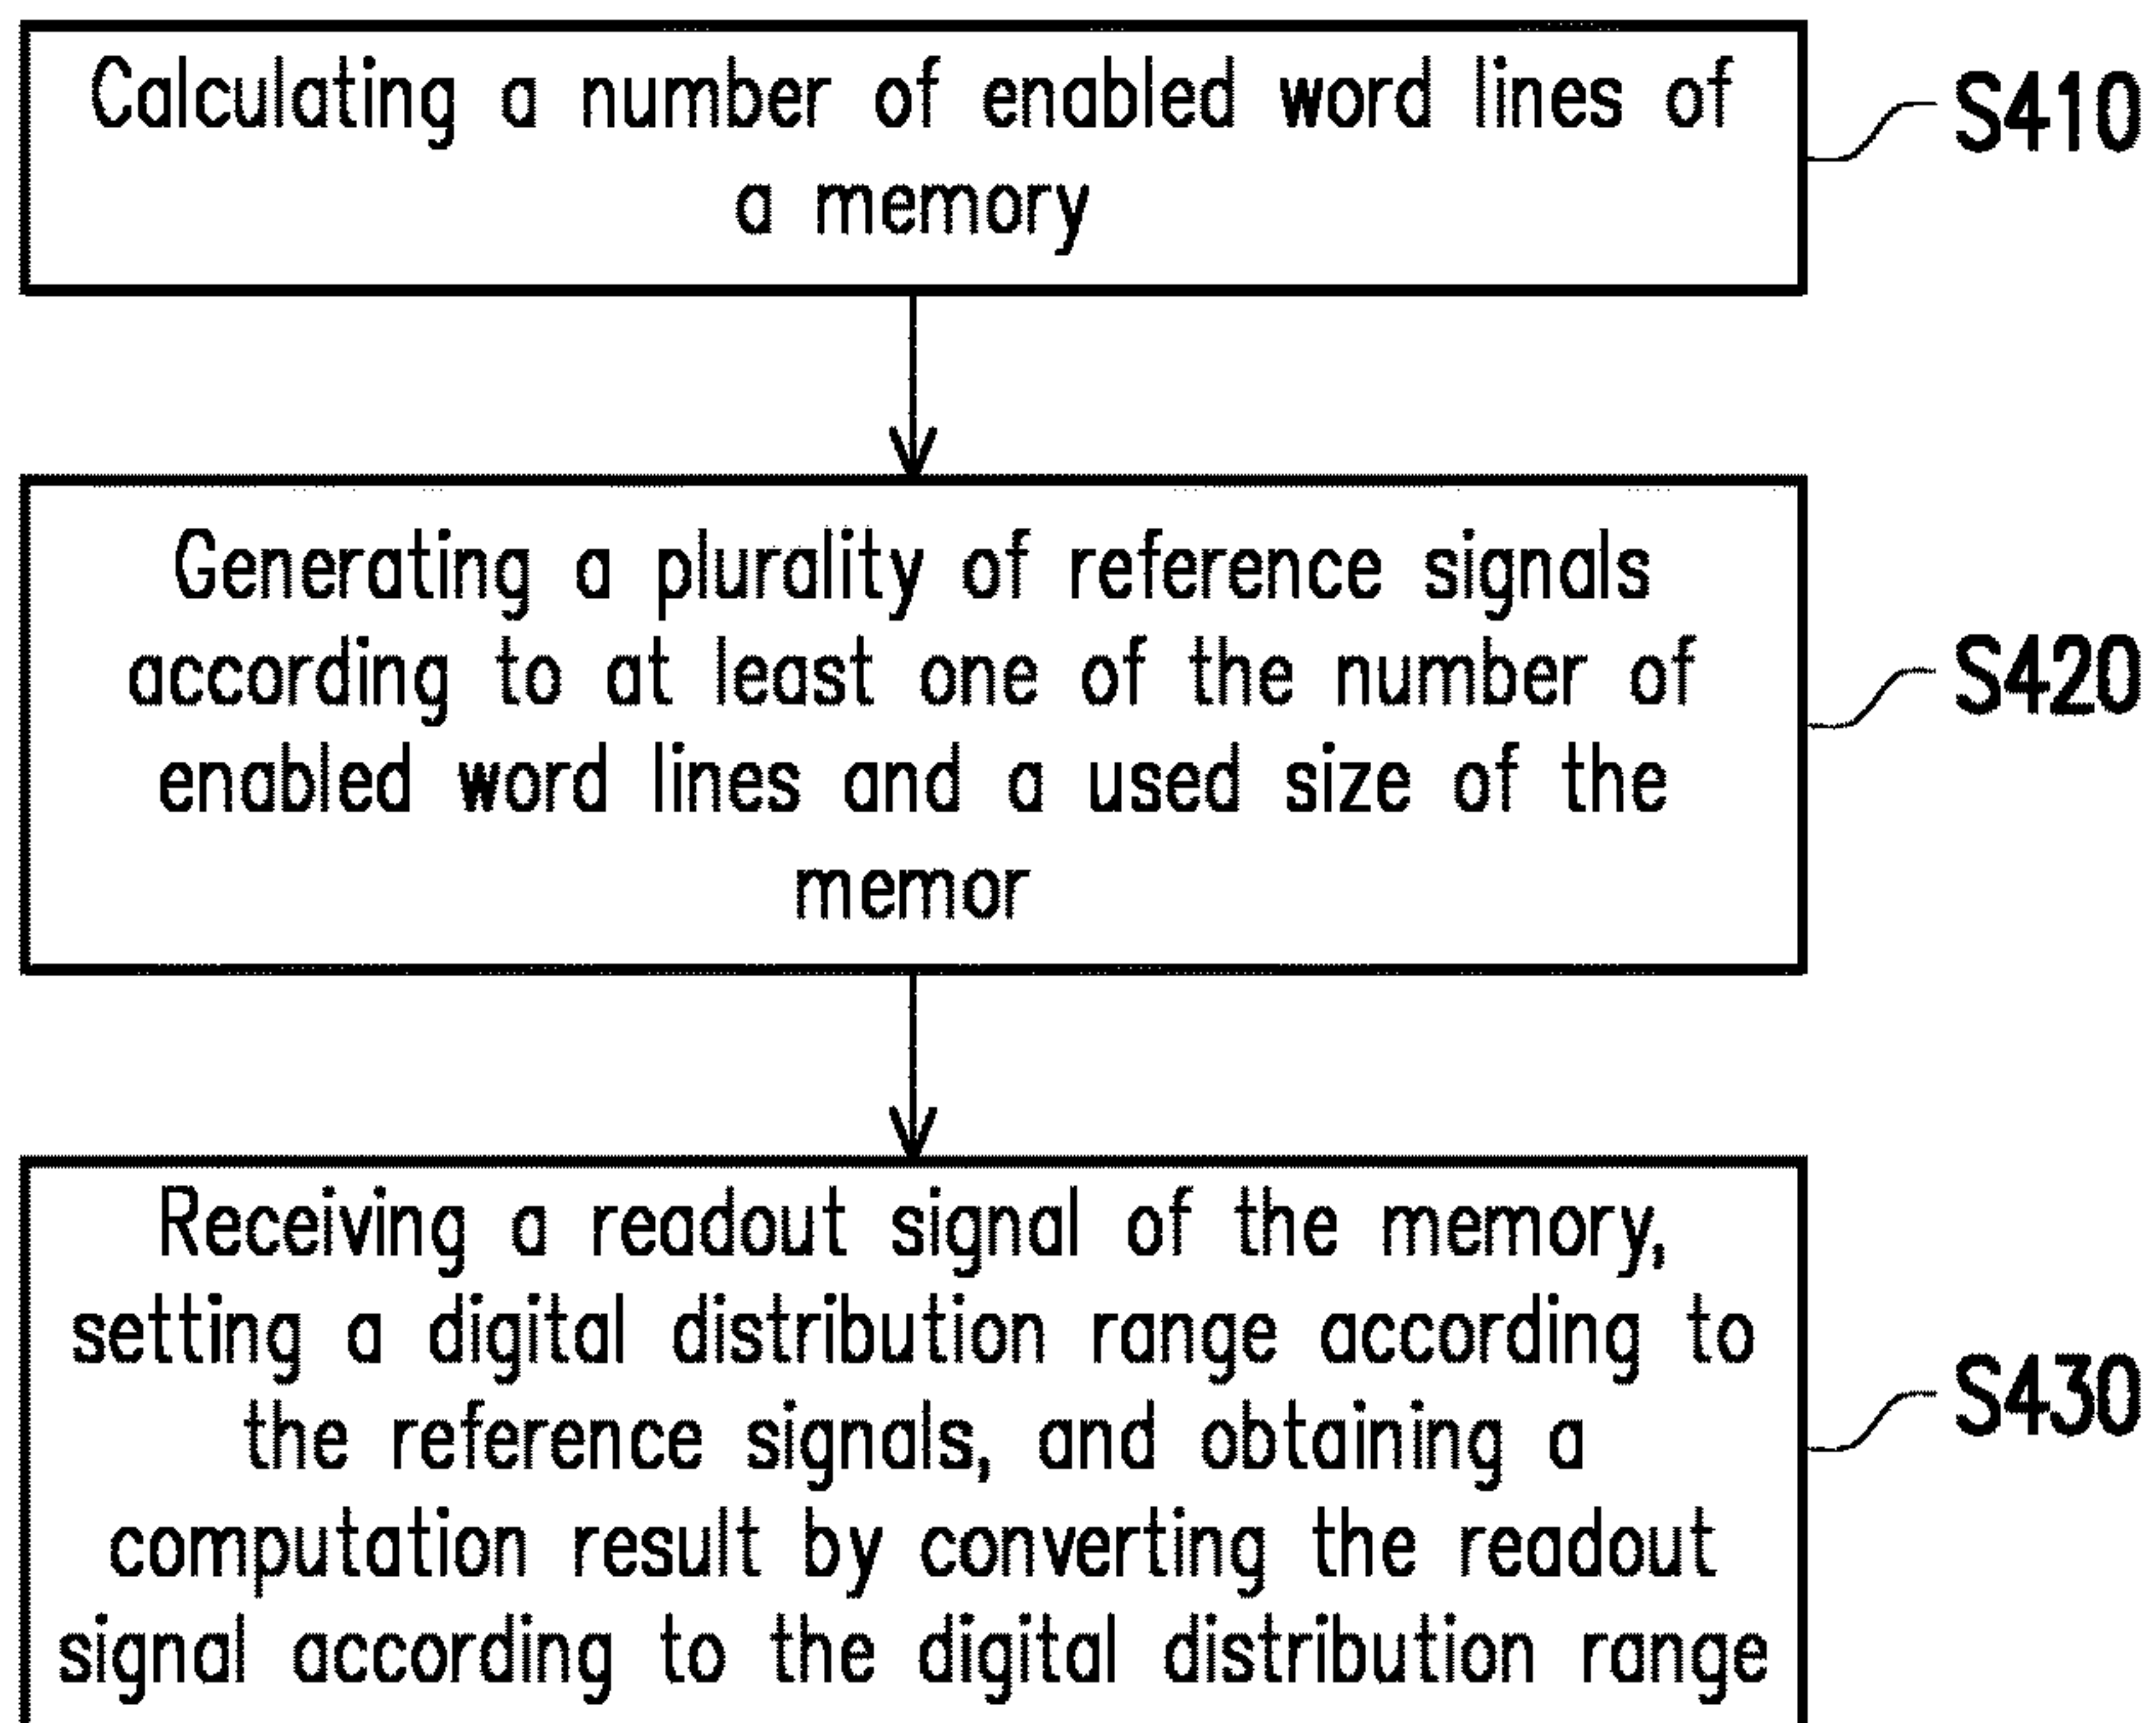 Calculating a number of enabled word lines of
a memory
S410
Generating a plurality of reference signals
according to at least one of the number of
enabled word lines and a used size of the
memor
S420
Receiving a readout signal of the memory,
setting a digital distribution range according to
the reference signals, and obtaining a
computation result by converting the readout
signal according to the digital distribution range
S430